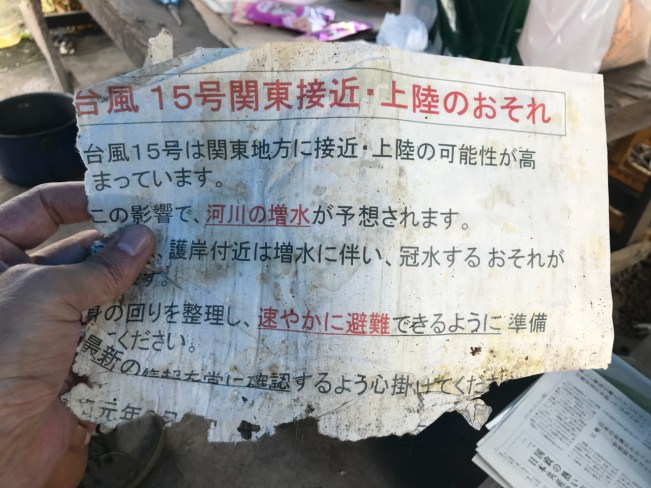 台風15号関東接近・上陸のおそれ
台風15号は関東地方に接近・上陸の可能性が高
まっています。
この影響で、河川の増水が予想されます。
、護岸付近は増水に伴い、冠水するおそれが
す。
身の回りを整理し、速やかに避難できるように準備
ください。
最新の情報を常に確認するよう心掛けてくだ
元年